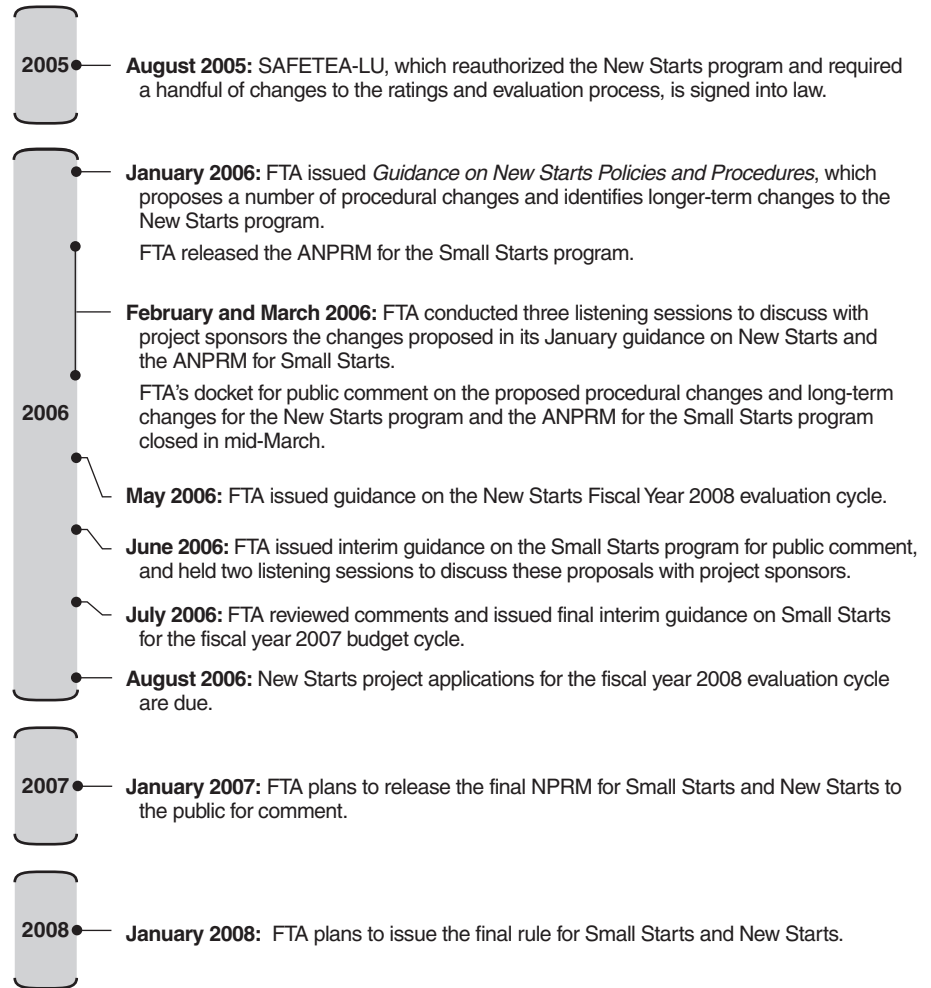 2005
August 2005: SAFETEA-LU, which reauthorized the New Starts program and required
a handful of changes to the ratings and evaluation process, is signed into law.
January 2006: FTA issued Guidance on New Starts Policies and Procedures, which
proposes a number of procedural changes and identifies longer-term changes to the
New Starts program.
FTA released the ANPRM for the Small Starts program.
February and March 2006: FTA conducted three listening sessions to discuss with
project sponsors the changes proposed in its January guidance on New Starts and
the ANPRM for Small Starts.
FTA's docket for public comment on the proposed procedural changes and long-term
changes for the New Starts program and the ANPRM for the Small Starts program
closed in mid-March.
2006
May 2006: FTA issued guidance on the New Starts Fiscal Year 2008 evaluation cycle.
June 2006: FTA issued interim guidance on the Small Starts program for public comment,
and held two listening sessions to discuss these proposals with project sponsors.
July 2006: FTA reviewed comments and issued final interim guidance on Small Starts
for the fiscal year 2007 budget cycle.
August 2006: New Starts project applications for the fiscal year 2008 evaluation cycle
are due.
2007
January 2007: FTA plans to release the final NPRM for Small Starts and New Starts to
the public for comment.
2008
January 2008: FTA plans to issue the final rule for Small Starts and New Starts.